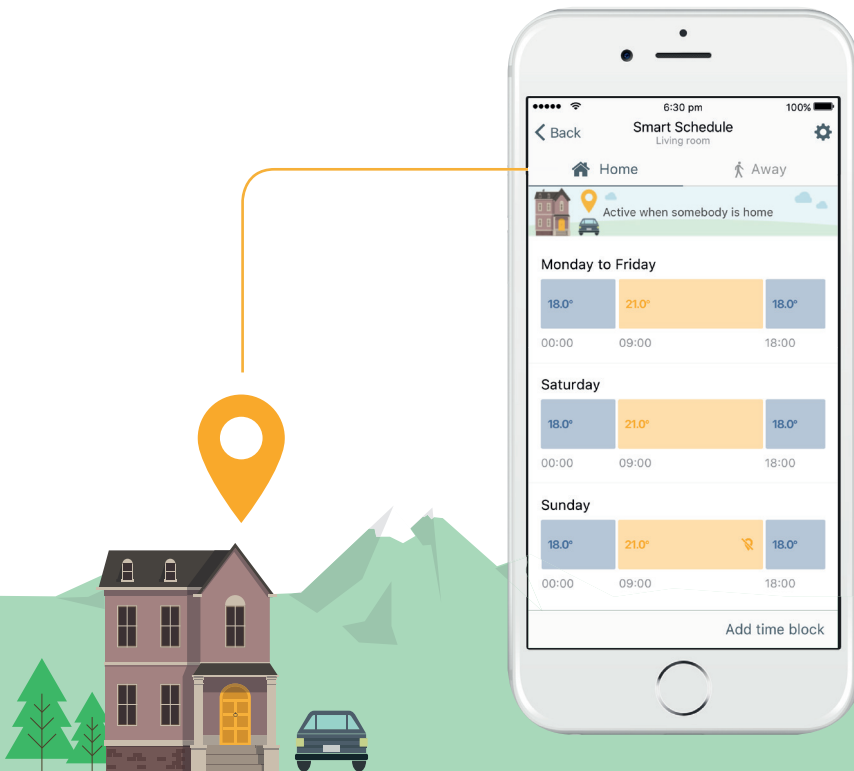 6:30 pm 100%
Back Smart Schedule
Living room
Home Away
Active when somebody is home
Monday to Friday
18.0° 21.0° 18.0°
00:00 09:00 18:00
Saturday
18.0° 21.0° 18.0°
00:00 09:00 18:00
Sunday
18.0° 21.0° 18.0°
00:00 09:00 18:00
Add time block